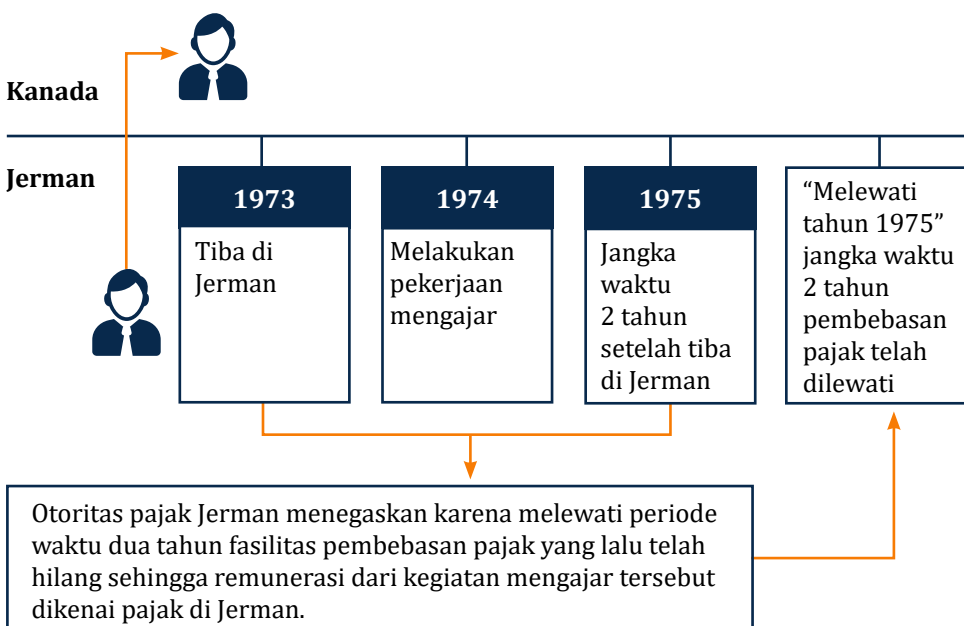 Kanada
Jerman
1973
Tiba di
Jerman
1974
Melakukan
pekerjaan
mengajar
1975
Jangka
waktu
2 tahun
setelah tiba
di Jerman
“Melewati
tahun 1975”
jangka waktu
2 tahun
pembebasan
pajak telah
dilewati
Otoritas pajak Jerman menegaskan karena melewati periode
waktu dua tahun fasilitas pembebasan pajak yang lalu telah
hilang sehingga remunerasi dari kegiatan mengajar tersebut
dikenai pajak di Jerman.